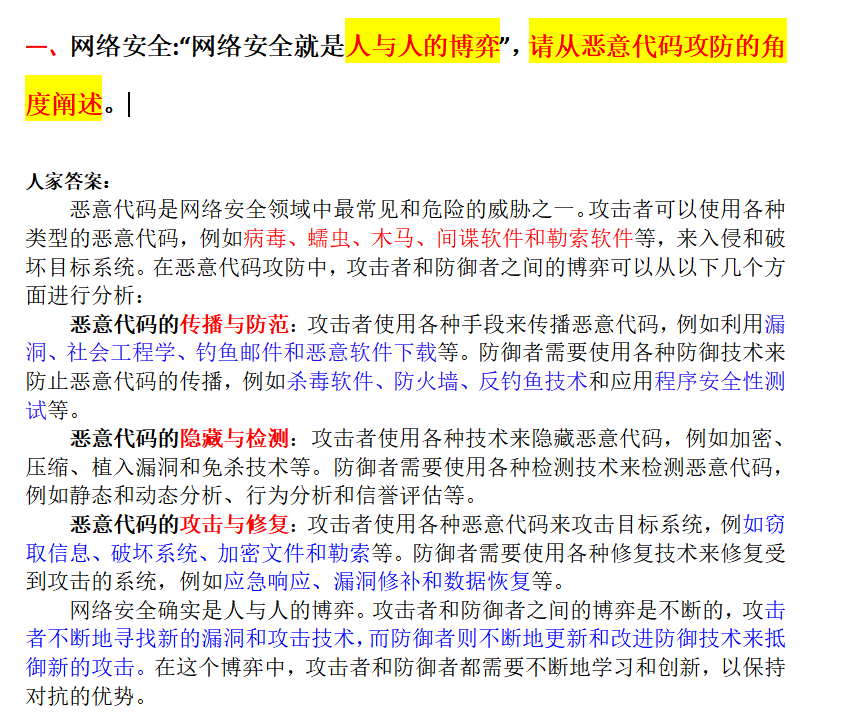 一、网络安全:“网络安全就是人与人的博弈”，请从恶意代码攻防的角
度阐述。
人家答案：
恶意代码是网络安全领域中最常见和危险的威胁之一。攻击者可以使用各种
类型的恶意代码，例如病毒、蠕虫、木马、间谍软件和勒索软件等，来入侵和破
坏目标系统。在恶意代码攻防中，攻击者和防御者之间的博弈可以从以下几个方
面进行分析：
恶意代码的传播与防范：攻击者使用各种手段来传播恶意代码，例如利用漏
洞、社会工程学、钓鱼邮件和恶意软件下载等。防御者需要使用各种防御技术来
防止恶意代码的传播，例如杀毒软件、防火墙、反钓鱼技术和应用程序安全性测
试等。
恶意代码的隐藏与检测：攻击者使用各种技术来隐藏恶意代码，例如加密、
压缩、植入漏洞和免杀技术等。防御者需要使用各种检测技术来检测恶意代码，
例如静态和动态分析、行为分析和信誉评估等。
恶意代码的攻击与修复：攻击者使用各种恶意代码来攻击目标系统，例如窃
取信息、破坏系统、加密文件和勒索等。防御者需要使用各种修复技术来修复受
到攻击的系统，例如应急响应、漏洞修补和数据恢复等。
网络安全确实是人与人的博弈。攻击者和防御者之间的博弈是不断的，攻击
者不断地寻找新的漏洞和攻击技术，而防御者则不断地更新和改进防御技术来抵
御新的攻击。在这个博弈中，攻击者和防御者都需要不断地学习和创新，以保持
对抗的优势。